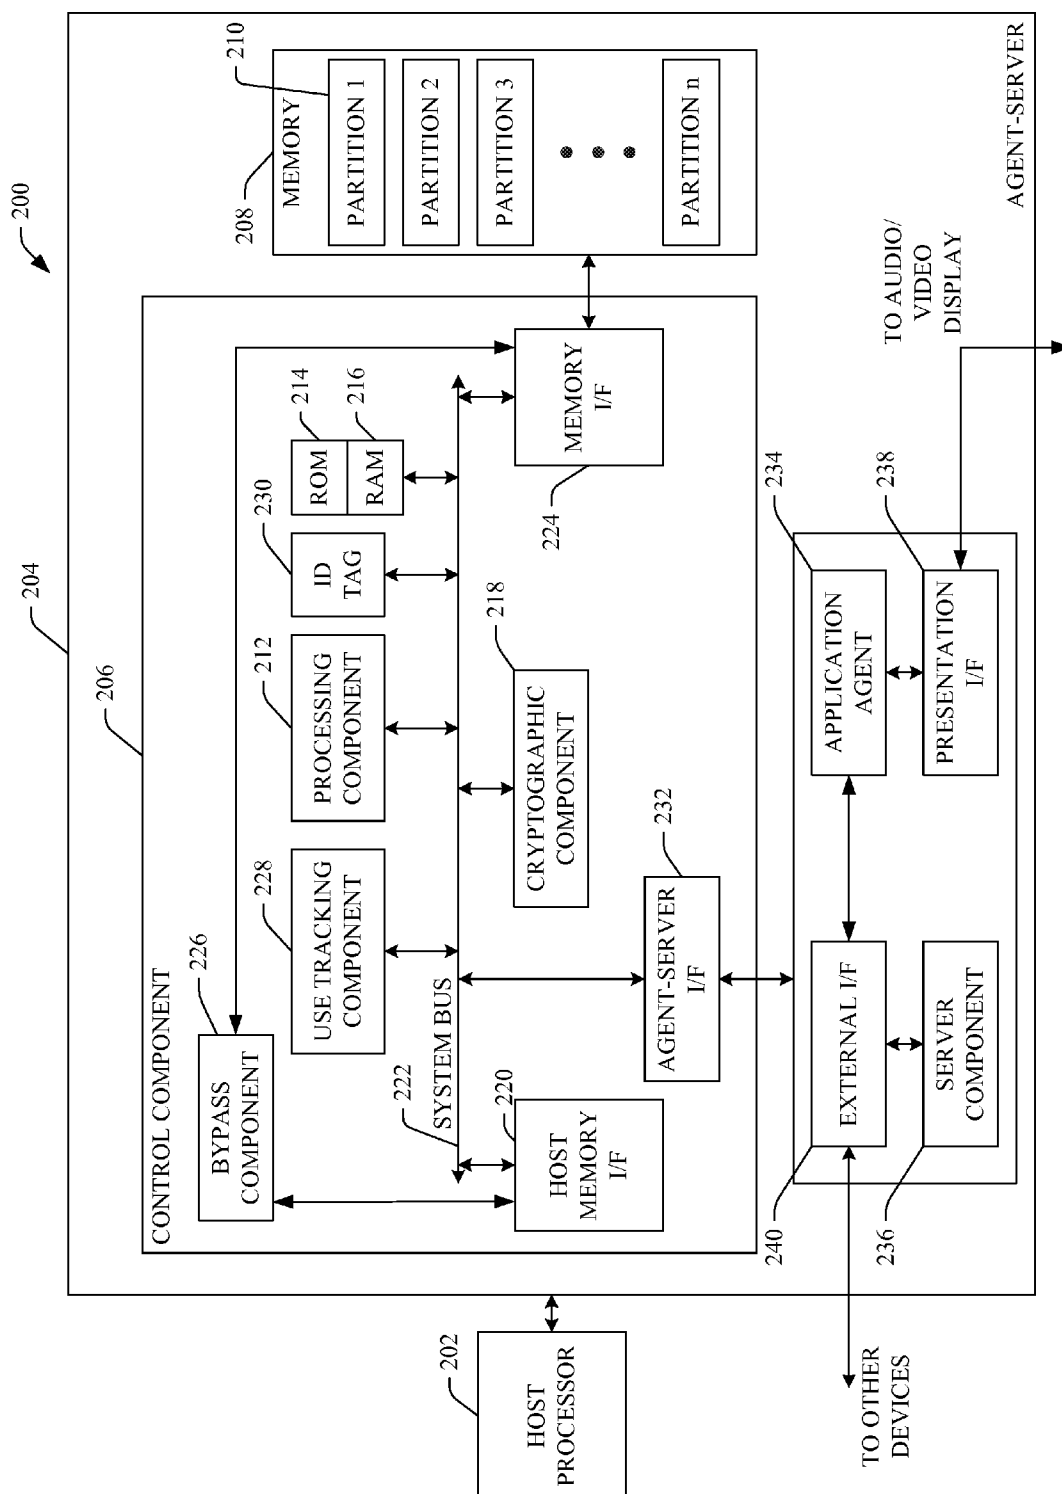 200
204
206
CONTROL COMPONENT
226
BYPASS
COMPONENT
228
USE TRACKING
COMPONENT
212
PROCESSING
COMPONENT
230
ID
TAG
214
ROM
216
RAM
208
MEMORY
210
PARTITION 1
PARTITION 2
PARTITION 3
PARTITION n
222
SYSTEM BUS
220
HOST
MEMORY
I/F
218
CRYPTOGRAPHIC
COMPONENT
MEMORY
I/F
224
232
AGENT-SERVER
I/F
202
HOST
PROCESSOR
240
EXTERNAL I/F
236
SERVER
COMPONENT
234
APPLICATION
AGENT
238
PRESENTATION
I/F
TO OTHER
DEVICES
TO AUDIO/
VIDEO
DISPLAY
AGENT-SERVER